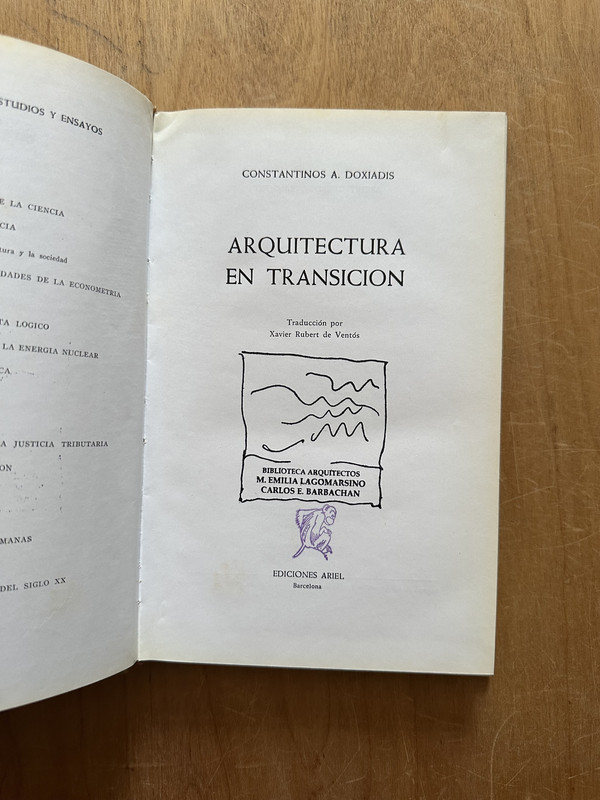 STUDIOS Y ENSAYOS
E LA CIENCIA
CIA
tura y la sociedad
DADES DE LA ECONOMETRIA
TA LOGICO
LA ENERGIA NUCLEAR
CA
A JUSTICIA TRIBUTARIA
ON
MANAS
DEL SIGLO XX
CONSTANTINOS A. DOXIADIS
ARQUITECTURA
EN TRANSICION
Traducción por
Xavier Rubert de Ventós
BIBLIOTECA ARQUITECTOS
M. EMILIA LAGOMARSINO
CARLOS E. BARBACHAN
EDICIONES ARIEL
Barcelona